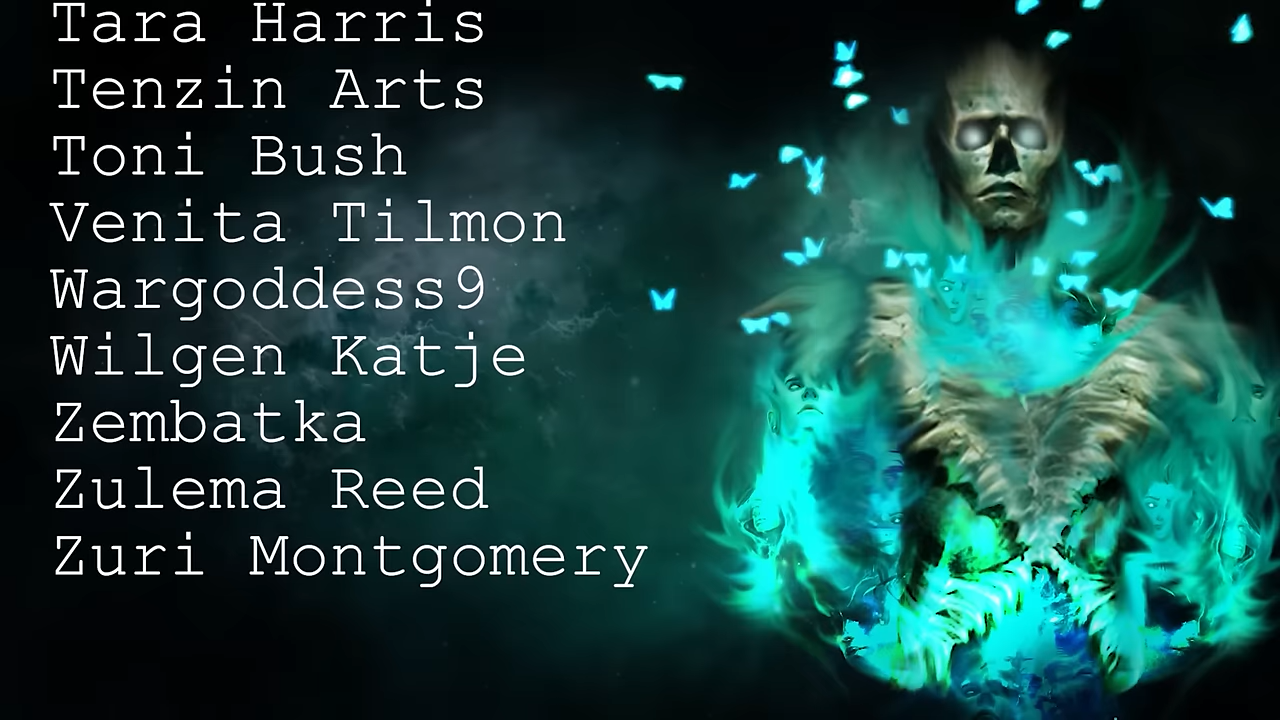 Tara Harris
Tenzin Arts
Toni Bush
Venita Tilmon
Wargoddess9
Wilgen Katje
Zembatka
Zulema Reed
Zuri Montgomery